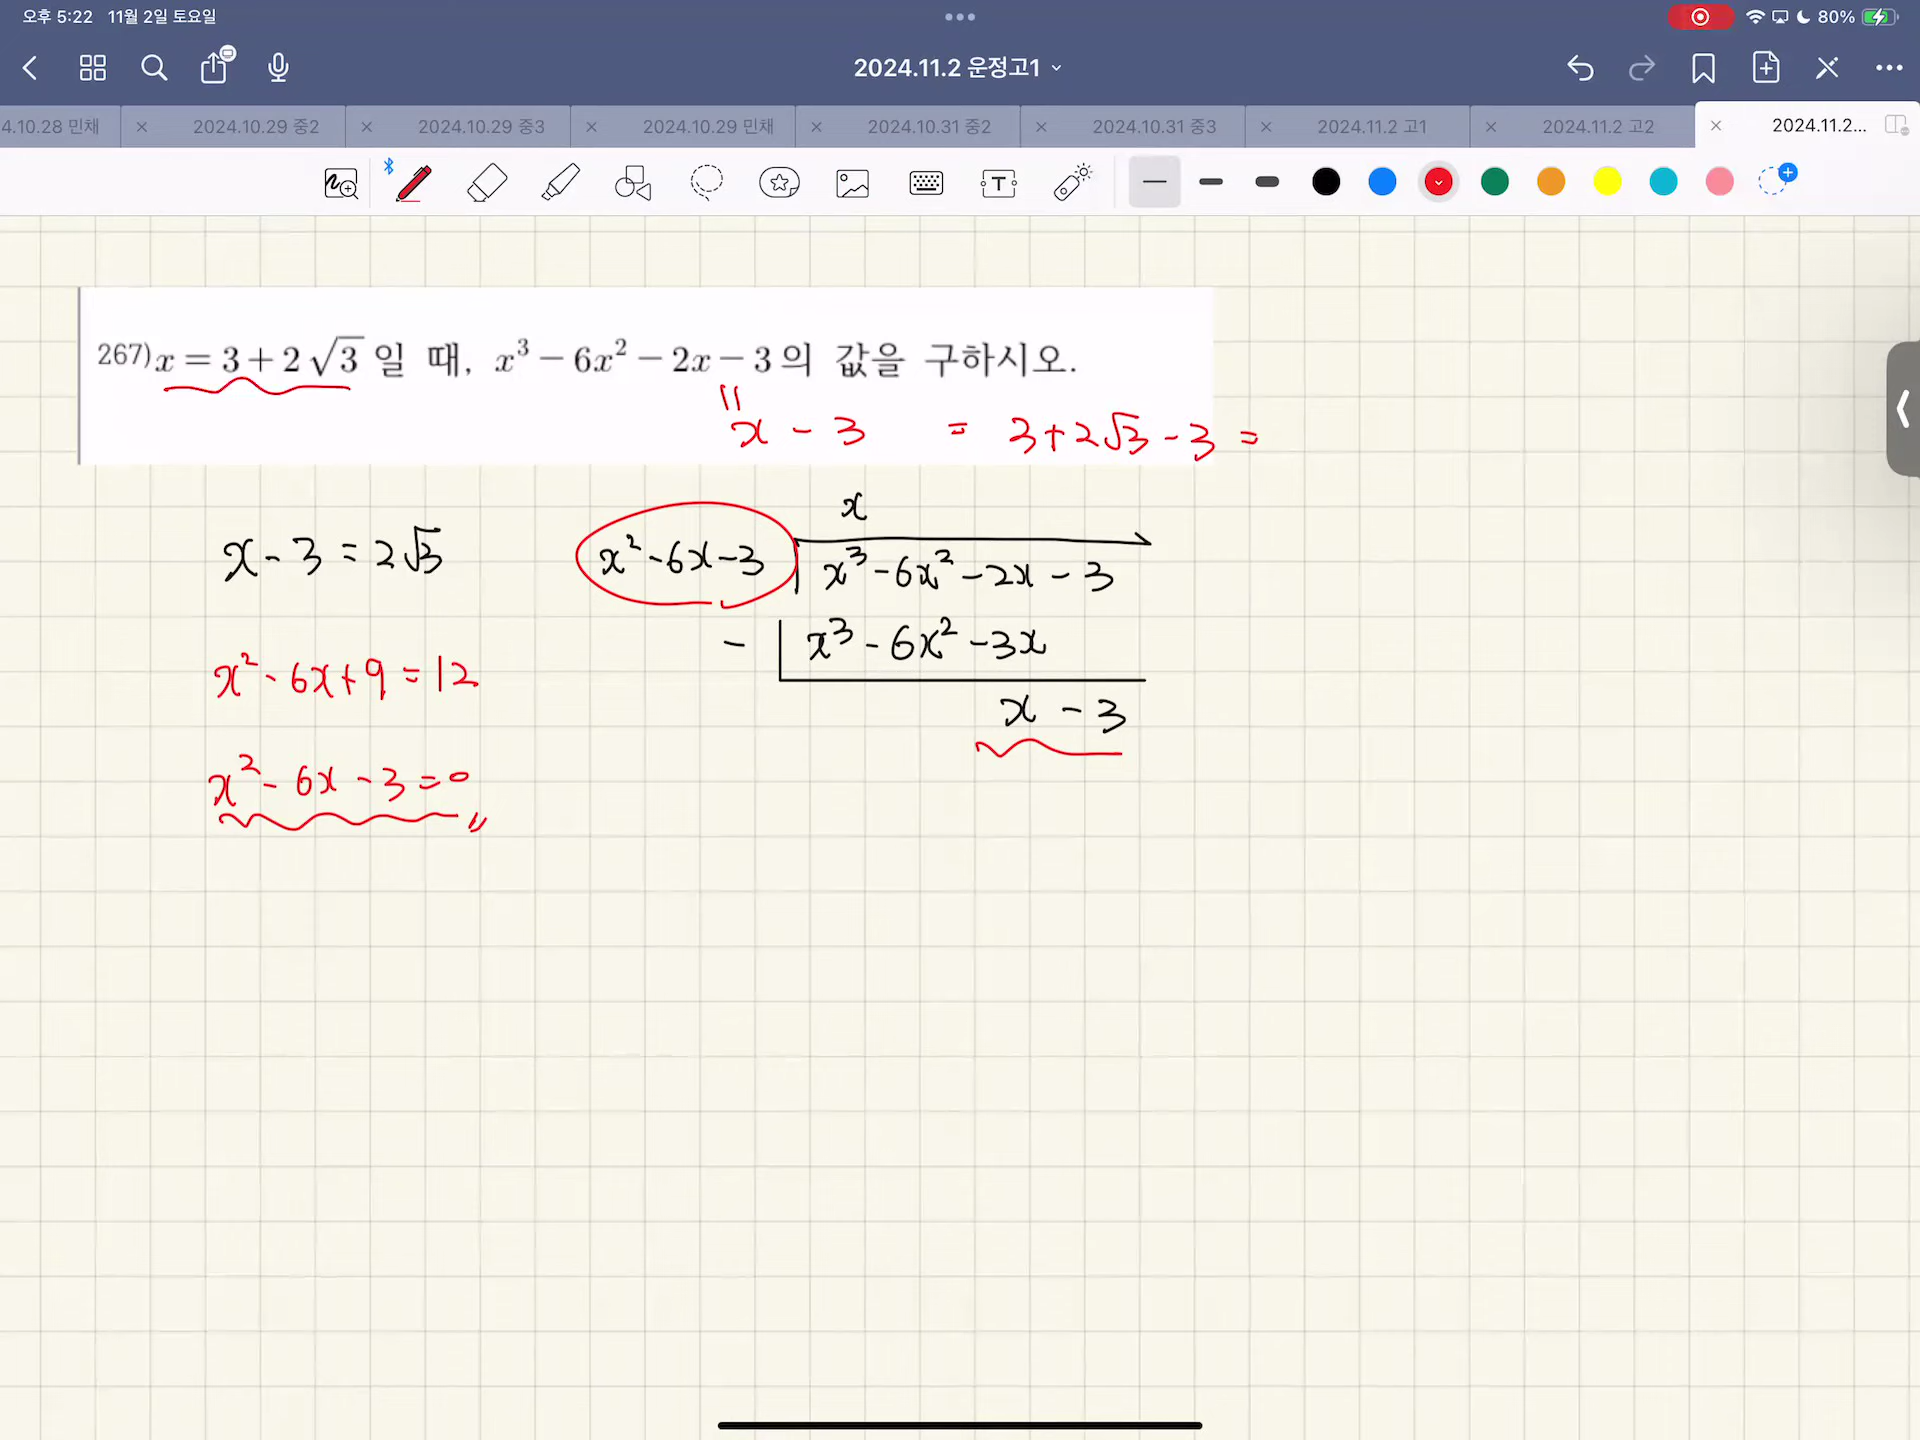 오후 5:22 11월 2일 토요일
80%
2024.11.2 운정고1
4.10.28 민채
2024.10.29 중2
2024.10.29 중3
2024.10.29 민채
2024.10.31 중2
2024.10.31 중3
2024.11.2 고1
2024.11.2 고2
2024.11.2...
267) x = 3 + 2√3 일 때, x³ − 6x² − 2x − 3 의 값을 구하시오.
x − 3 = 3+2√3 − 3 =
x
x − 3 = 2√3
x² − 6x − 3
x³ − 6x² − 2x − 3
− x³ − 6x² − 3x
x² − 6x + 9 = 12
x − 3
x² − 6x − 3 = 0